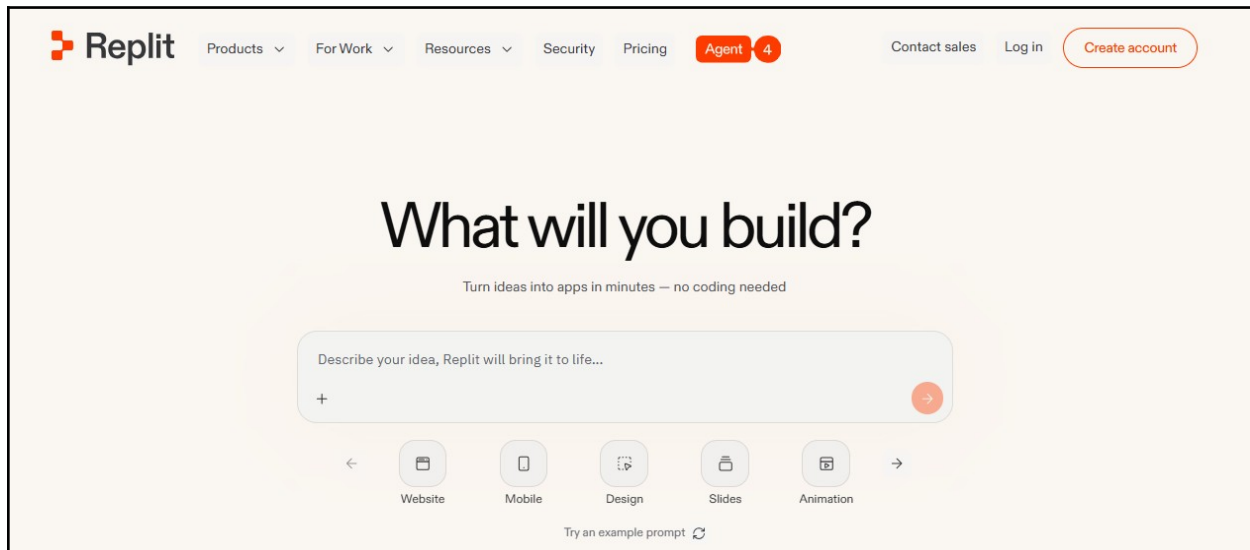 Replit Products For Work Resources Security Pricing Agent 4 Contact sales Log in Create account
What will you build?
Turn ideas into apps in minutes — no coding needed
Describe your idea, Replit will bring it to life...
Website Mobile Design Slides Animation
Try an example prompt